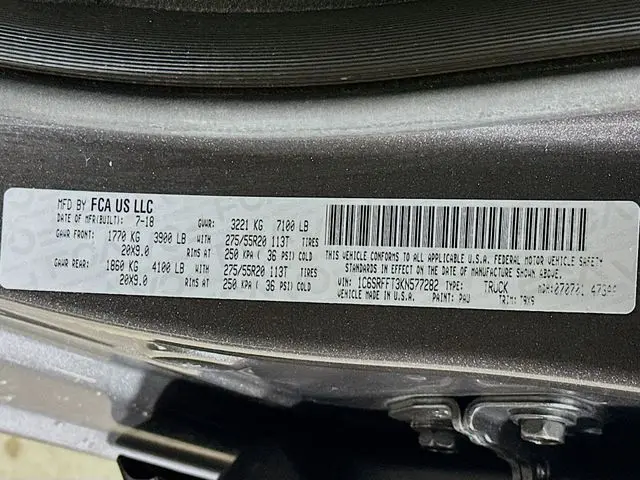 MFD BY FCA US LLC
DATE OF MFR(BUILT): 7-18 GVWR: 3221 KG 7100 LB
GAWR FRONT: 1770 KG 3900 LB WITH 275/55R20 113T TIRES
20X9.0 RIMS AT 250 KPA ( 36 PSI) COLD
GAWR REAR: 1860 KG 4100 LB WITH 275/55R20 113T TIRES
20X9.0 RIMS AT 250 KPA ( 36 PSI) COLD
THIS VEHICLE CONFORMS TO ALL APPLICABLE U.S.A. FEDERAL MOTOR VEHICLE SAFETY
STANDARDS IN EFFECT ON THE DATE OF MANUFACTURE SHOWN ABOVE.
VIN: 1C6SRFFT3KN577282 TYPE: TRUCK MDH:070701
VEHICLE MADE IN U.S.A. PAINT: PAU TRIM: T9X9